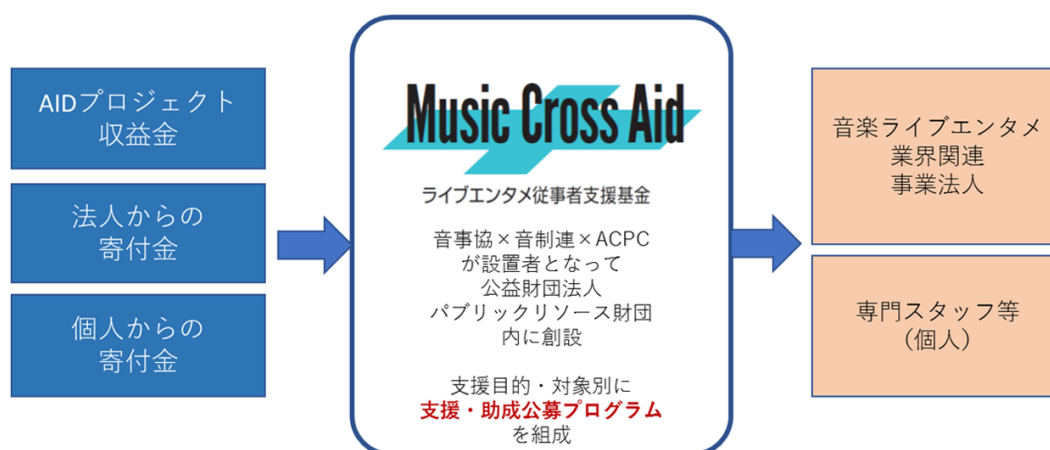 AIDプロジェクト
収益金
法人からの
寄付金
個人からの
寄付金
Music Cross Aid
ライブエンタメ従事者支援基金
音事協×音制連×ACPC
が設置者となって
公益財団法人
パブリックリソース財団
内に創設
支援目的・対象別に
支援・助成公募プログラム
を組成
音楽ライブエンタメ
業界関連
事業法人
専門スタッフ等
（個人）